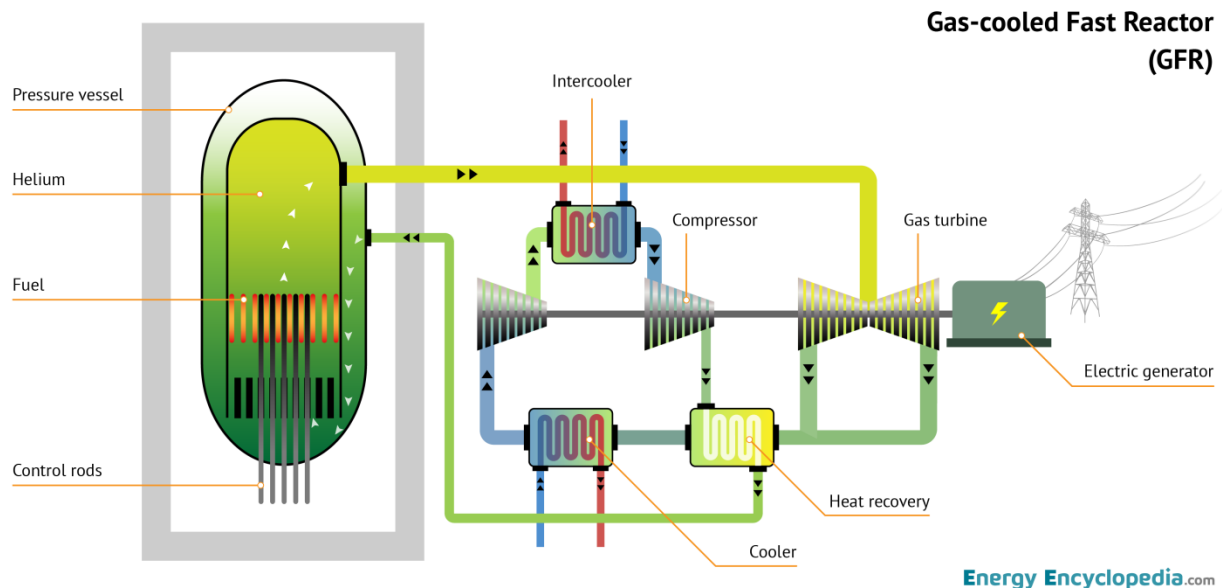 Gas-cooled Fast Reactor
(GFR)
Pressure vessel
Intercooler
Helium
Compressor
Gas turbine
Fuel
Electric generator
Control rods
Heat recovery
Cooler
Energy Encyclopedia.com